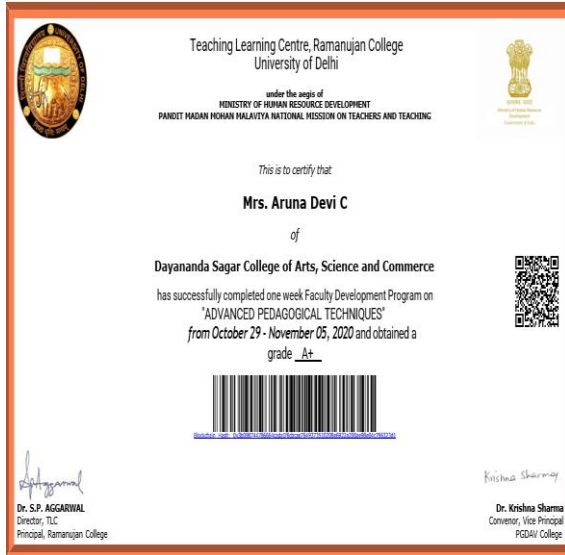 Teaching Learning Centre, Ramanujan College
University of Delhi
under the aegis of
MINISTRY OF HUMAN RESOURCE DEVELOPMENT
PANDIT MADAN MOHAN MALAVIYA NATIONAL MISSION ON TEACHERS AND TEACHING
This is to certify that
Mrs. Aruna Devi C
of
Dayananda Sagar College of Arts, Science and Commerce
has successfully completed one week Faculty Development Program on
"ADVANCED PEDAGOGICAL TECHNIQUES"
from October 29 - November 05, 2020 and obtained a
grade A+
Blockchain Hash:
SpAggarwal
Krishna Sharma
Dr. S.P. AGGARWAL
Director, TLC
Principal, Ramanujan College
Dr. Krishna Sharma
Convenor, Vice Principal
PGDAV College